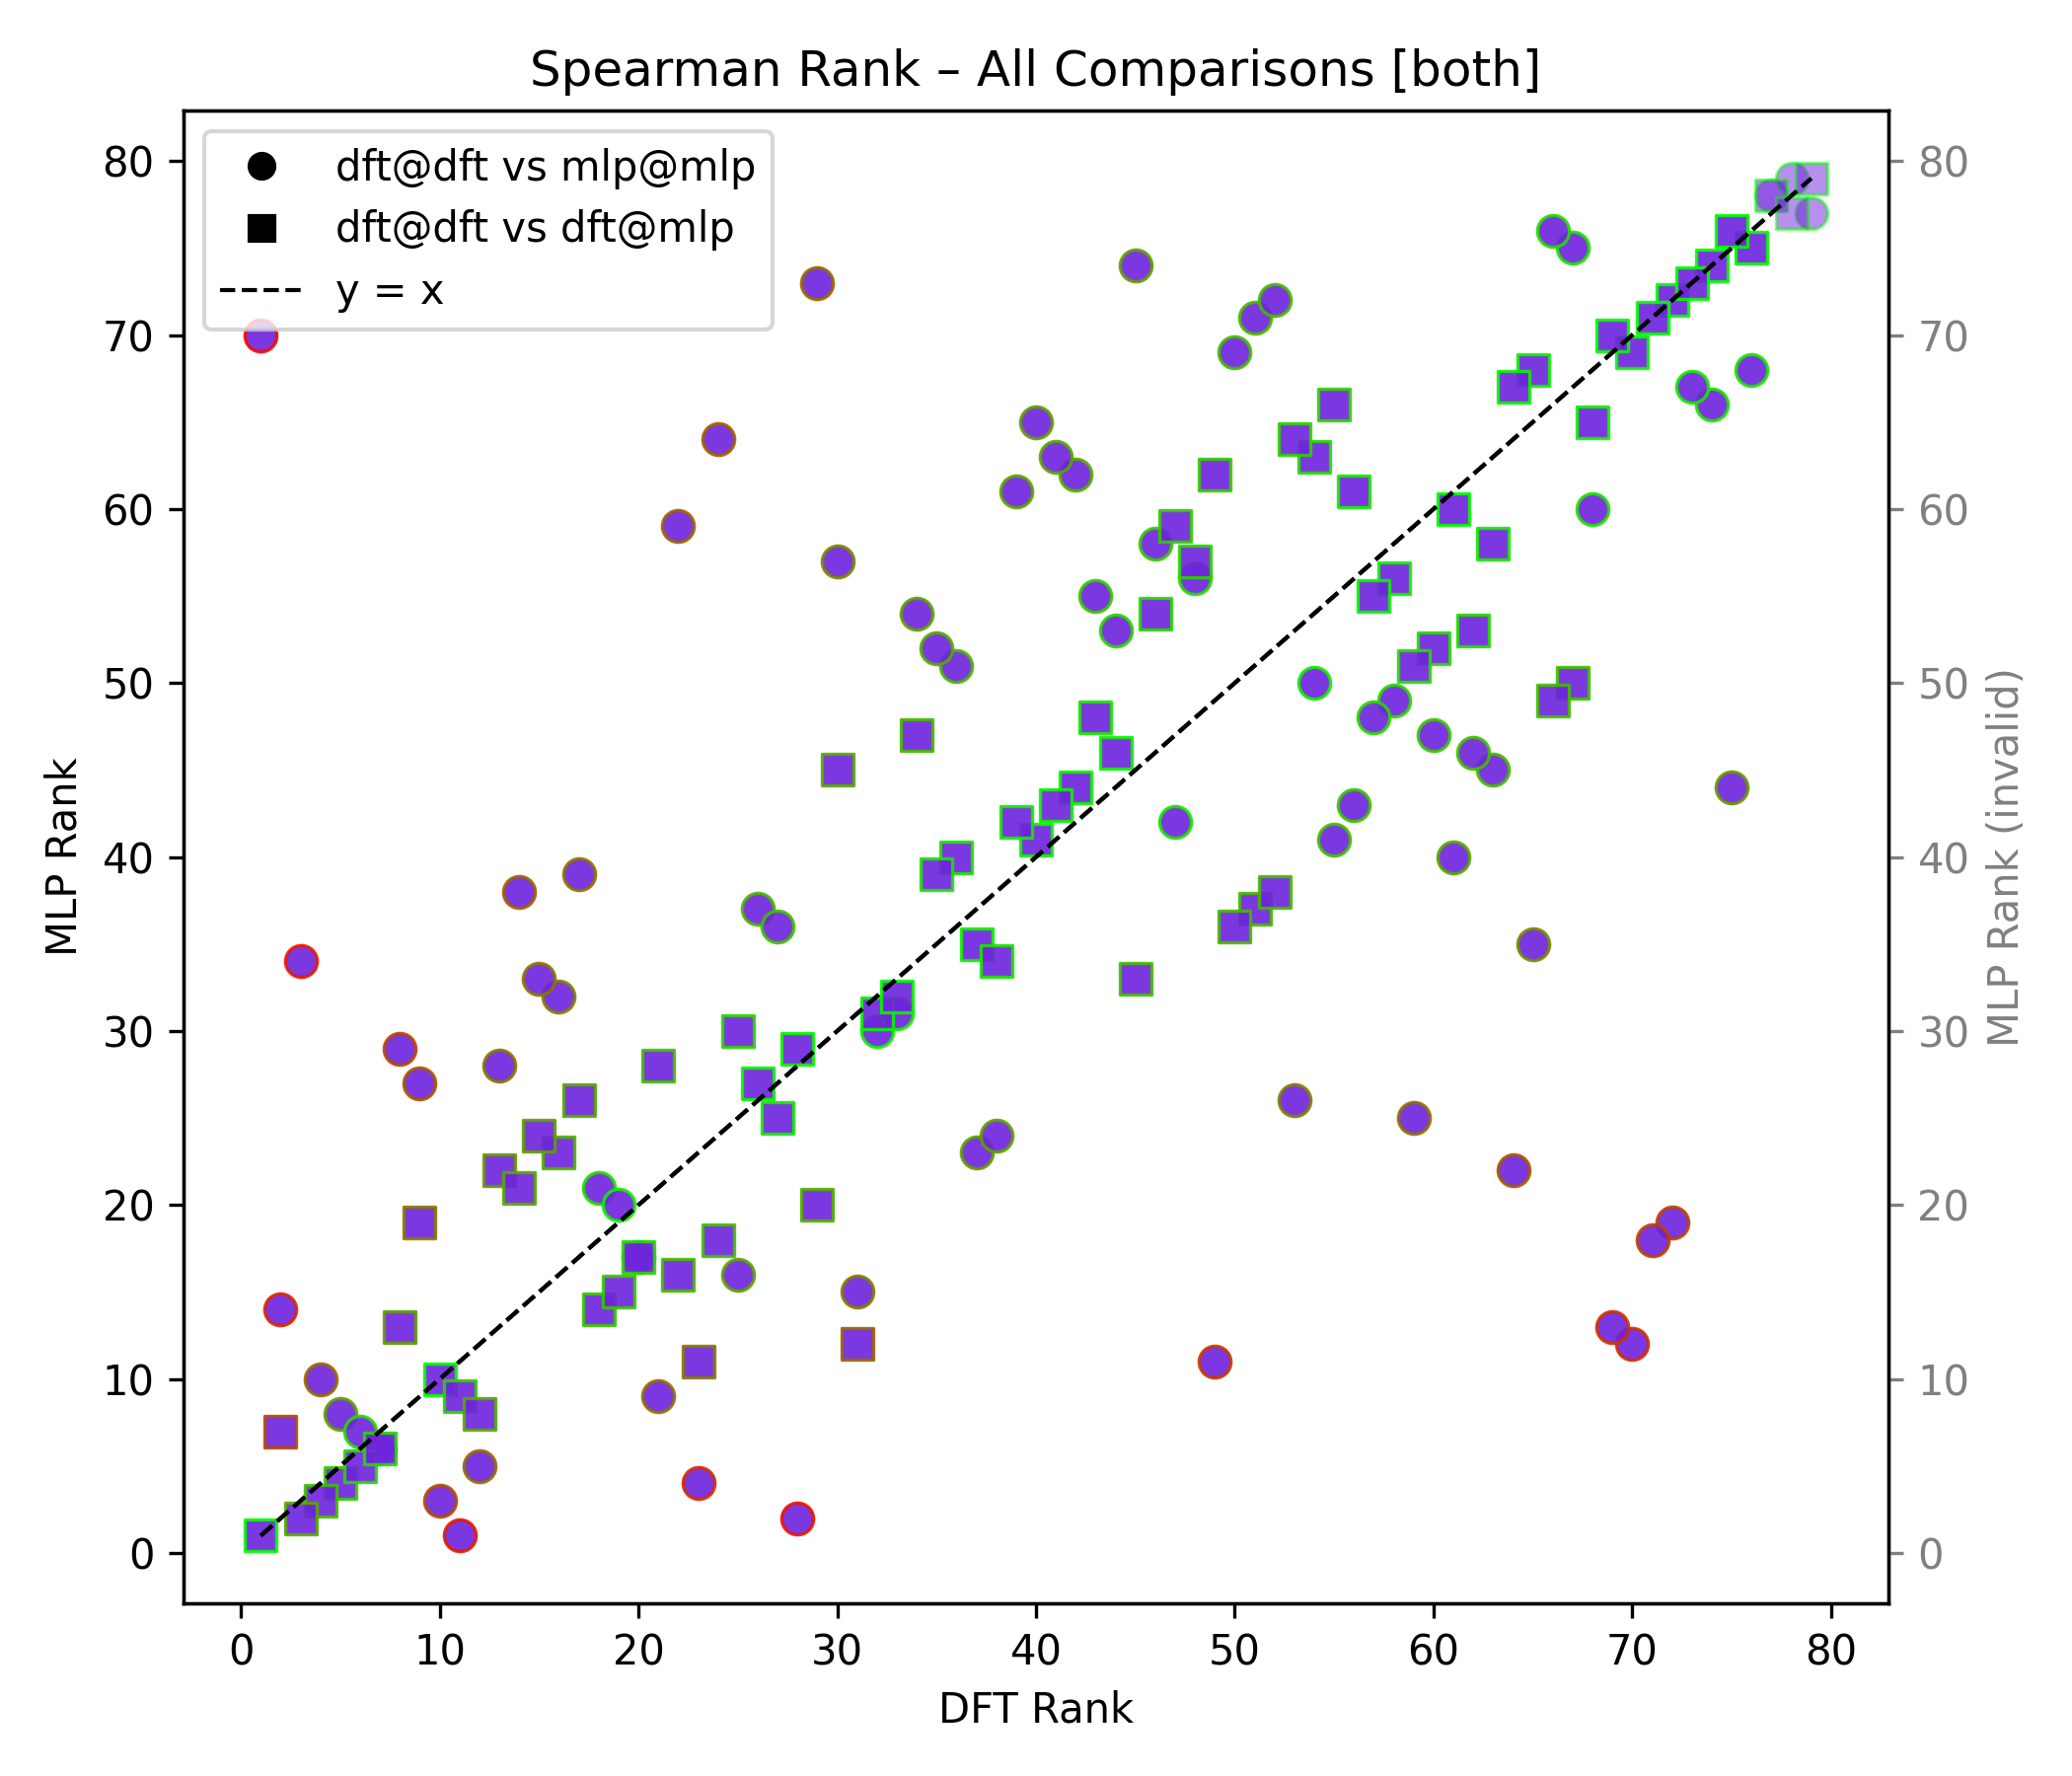 Spearman Rank – All Comparisons [both]
dft@dft vs mlp@mlp
dft@dft vs dft@mlp
y = x
80
70
60
50
40
30
20
10
0
MLP Rank
80
70
60
50
40
30
20
10
0
MLP Rank (invalid)
0 10 20 30 40 50 60 70 80
DFT Rank